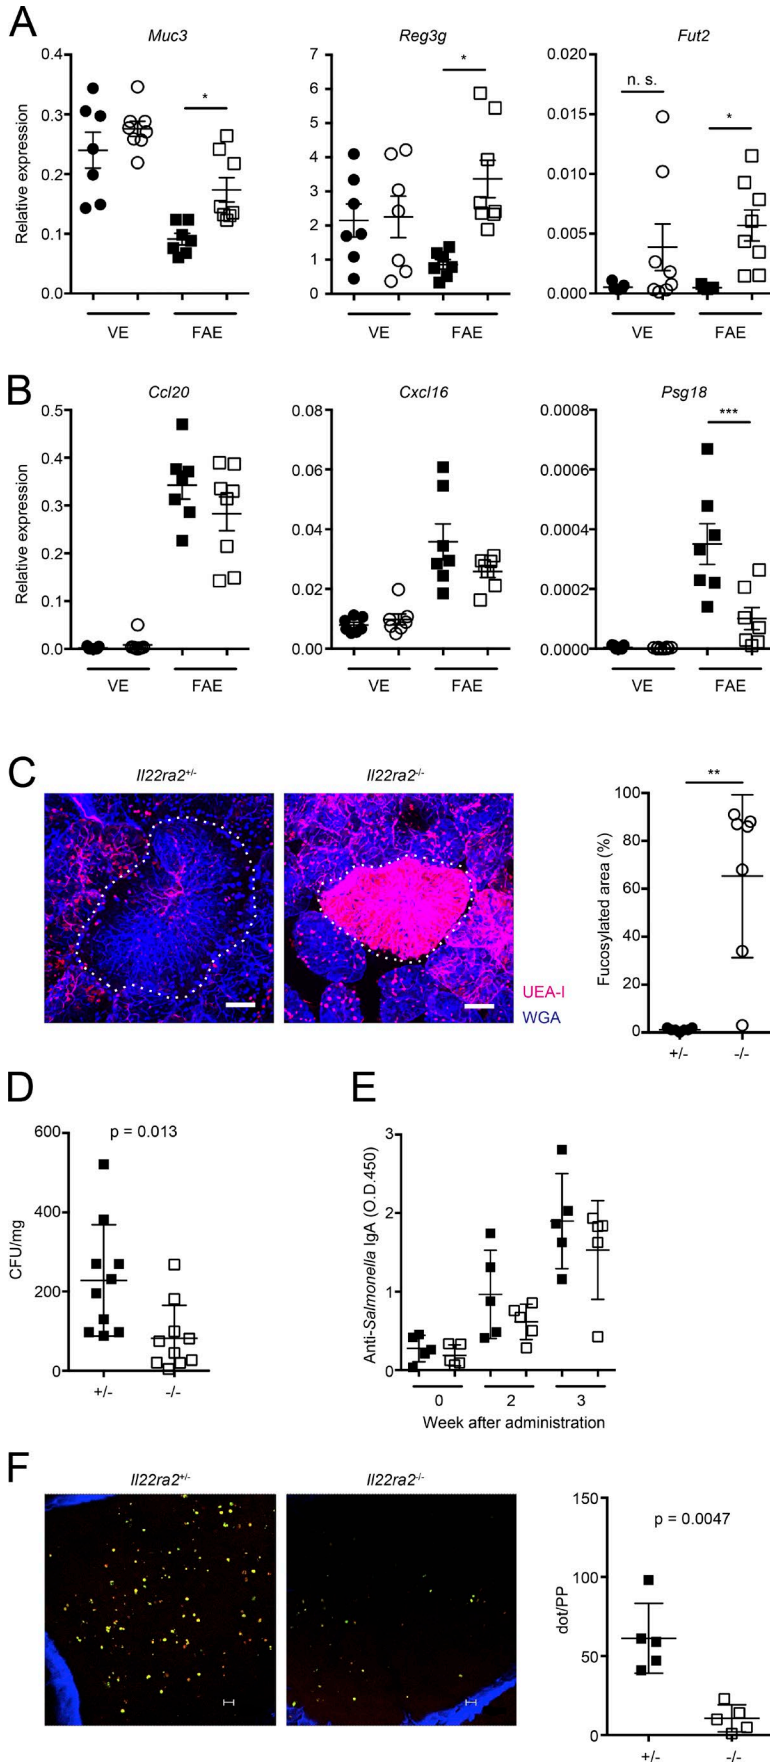 A
Muc3
Reg3g
Fut2
Relative expression
0.4
0.3
0.2
0.1
0.0
7
6
5
4
3
2
1
0
0.020
0.015
0.010
0.005
0.000
*
*
n. s.
*
VE
FAE
VE
FAE
VE
FAE
B
Ccl20
Cxcl16
Psg18
Relative expression
0.5
0.4
0.3
0.2
0.1
0.0
0.08
0.06
0.04
0.02
0.00
0.0008
0.0006
0.0004
0.0002
0.0000
***
VE
FAE
VE
FAE
VE
FAE
C
Il22ra2+/-
Il22ra2-/-
UEA-I
WGA
Fucosylated area (%)
100
80
60
40
20
0
**
+/-
-/-
D
p = 0.013
CFU/mg
600
400
200
0
+/-
-/-
E
Anti-Salmonella IgA (O.D.450)
3
2
1
0
0
2
3
Week after administration
F
Il22ra2+/-
Il22ra2-/-
dot/PP
150
100
50
0
p = 0.0047
+/-
-/-